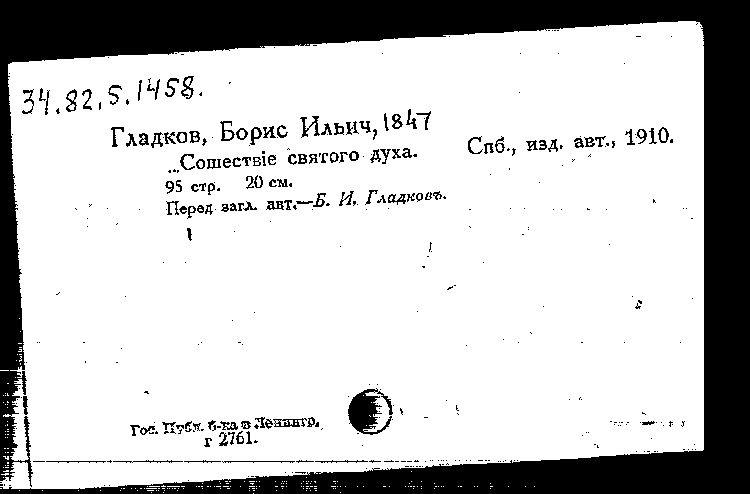 34.82.5.1458.
Гладков, Борис Ильич, 1847
...Сошествіе святого духа. Спб., изд. авт., 1910.
95 стр. 20 см.
Перед загл. авт.—Б. И. Гладковъ.
Гос. Публ. б-ка в Ленингр.
г 2761.